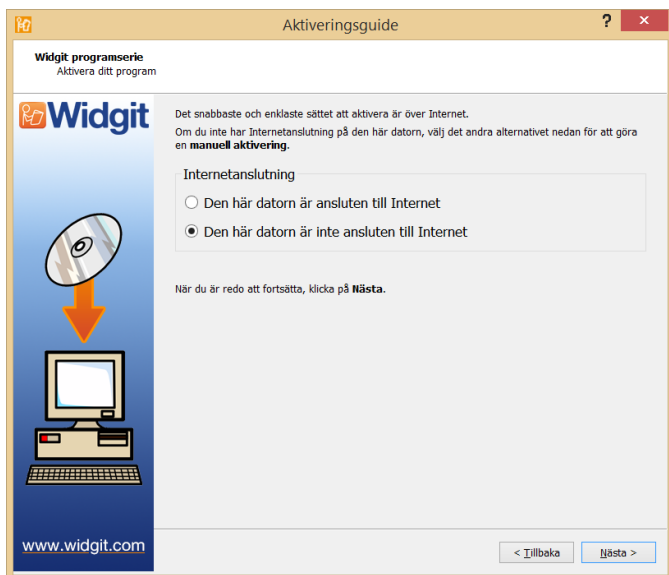 Aktiveringsguide
?
Widgit programserie
Aktivera ditt program
Widgit
Det snabbaste och enklaste sättet att aktivera är över Internet.
Om du inte har Internetanslutning på den här datorn, välj det andra alternativet nedan för att göra
en manuell aktivering.
Internetanslutning
Den här datorn är ansluten till Internet
Den här datorn är inte ansluten till Internet
När du är redo att fortsätta, klicka på Nästa.
www.widgit.com
< Tillbaka
Nästa >